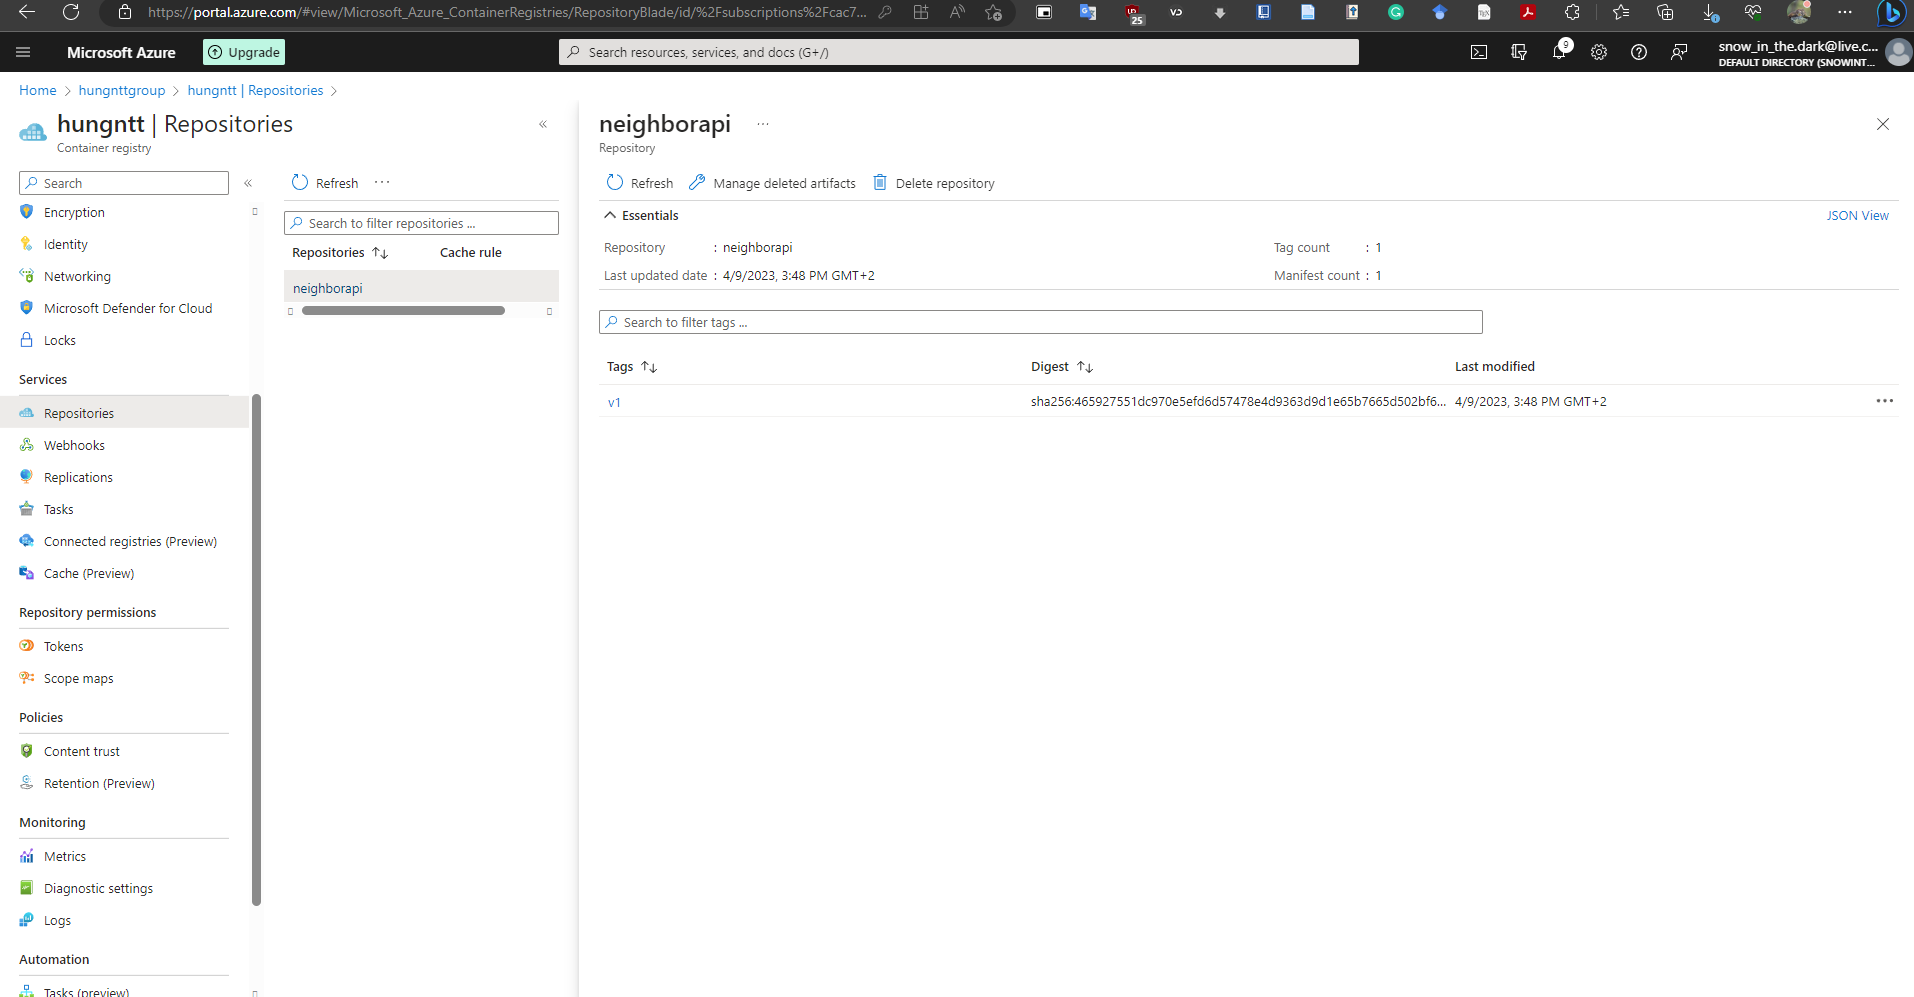 https://portal.azure.com/#view/Microsoft_Azure_ContainerRegistries/RepositoryBlade/id/%2Fsubscriptions%2Fcac7...
25
Microsoft Azure
Upgrade
Search resources, services, and docs (G+/)
9
snow_in_the.dark@live.c...
DEFAULT DIRECTORY (SNOWINT...
Home > hungnttgroup > hungntt | Repositories >
hungntt | Repositories
Container registry
Search
Encryption
Identity
Networking
Microsoft Defender for Cloud
Locks
Services
Repositories
Webhooks
Replications
Tasks
Connected registries (Preview)
Cache (Preview)
Repository permissions
Tokens
Scope maps
Policies
Content trust
Retention (Preview)
Monitoring
Metrics
Diagnostic settings
Logs
Automation
Tasks (preview)
Refresh ...
Search to filter repositories ...
Repositories Cache rule
neighborapi
neighborapi ...
Repository
Refresh Manage deleted artifacts Delete repository
Essentials JSON View
Repository : neighborapi Tag count : 1
Last updated date : 4/9/2023, 3:48 PM GMT+2 Manifest count : 1
Search to filter tags ...
Tags Digest Last modified
v1 sha256:465927551dc970e5efd6d57478e4d9363d9d1e65b7665d502bf6... 4/9/2023, 3:48 PM GMT+2 ...